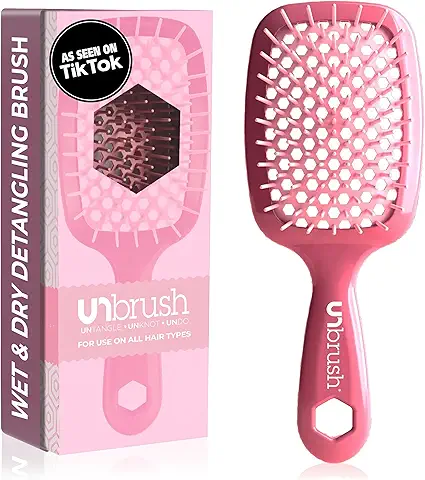 WET & DRY DETANGLING BRUSH
AS SEEN ON
TikTok
unbrush
UNTANGLE • UNKNOT • UNDO
FOR USE ON ALL HAIR TYPES
unbrush